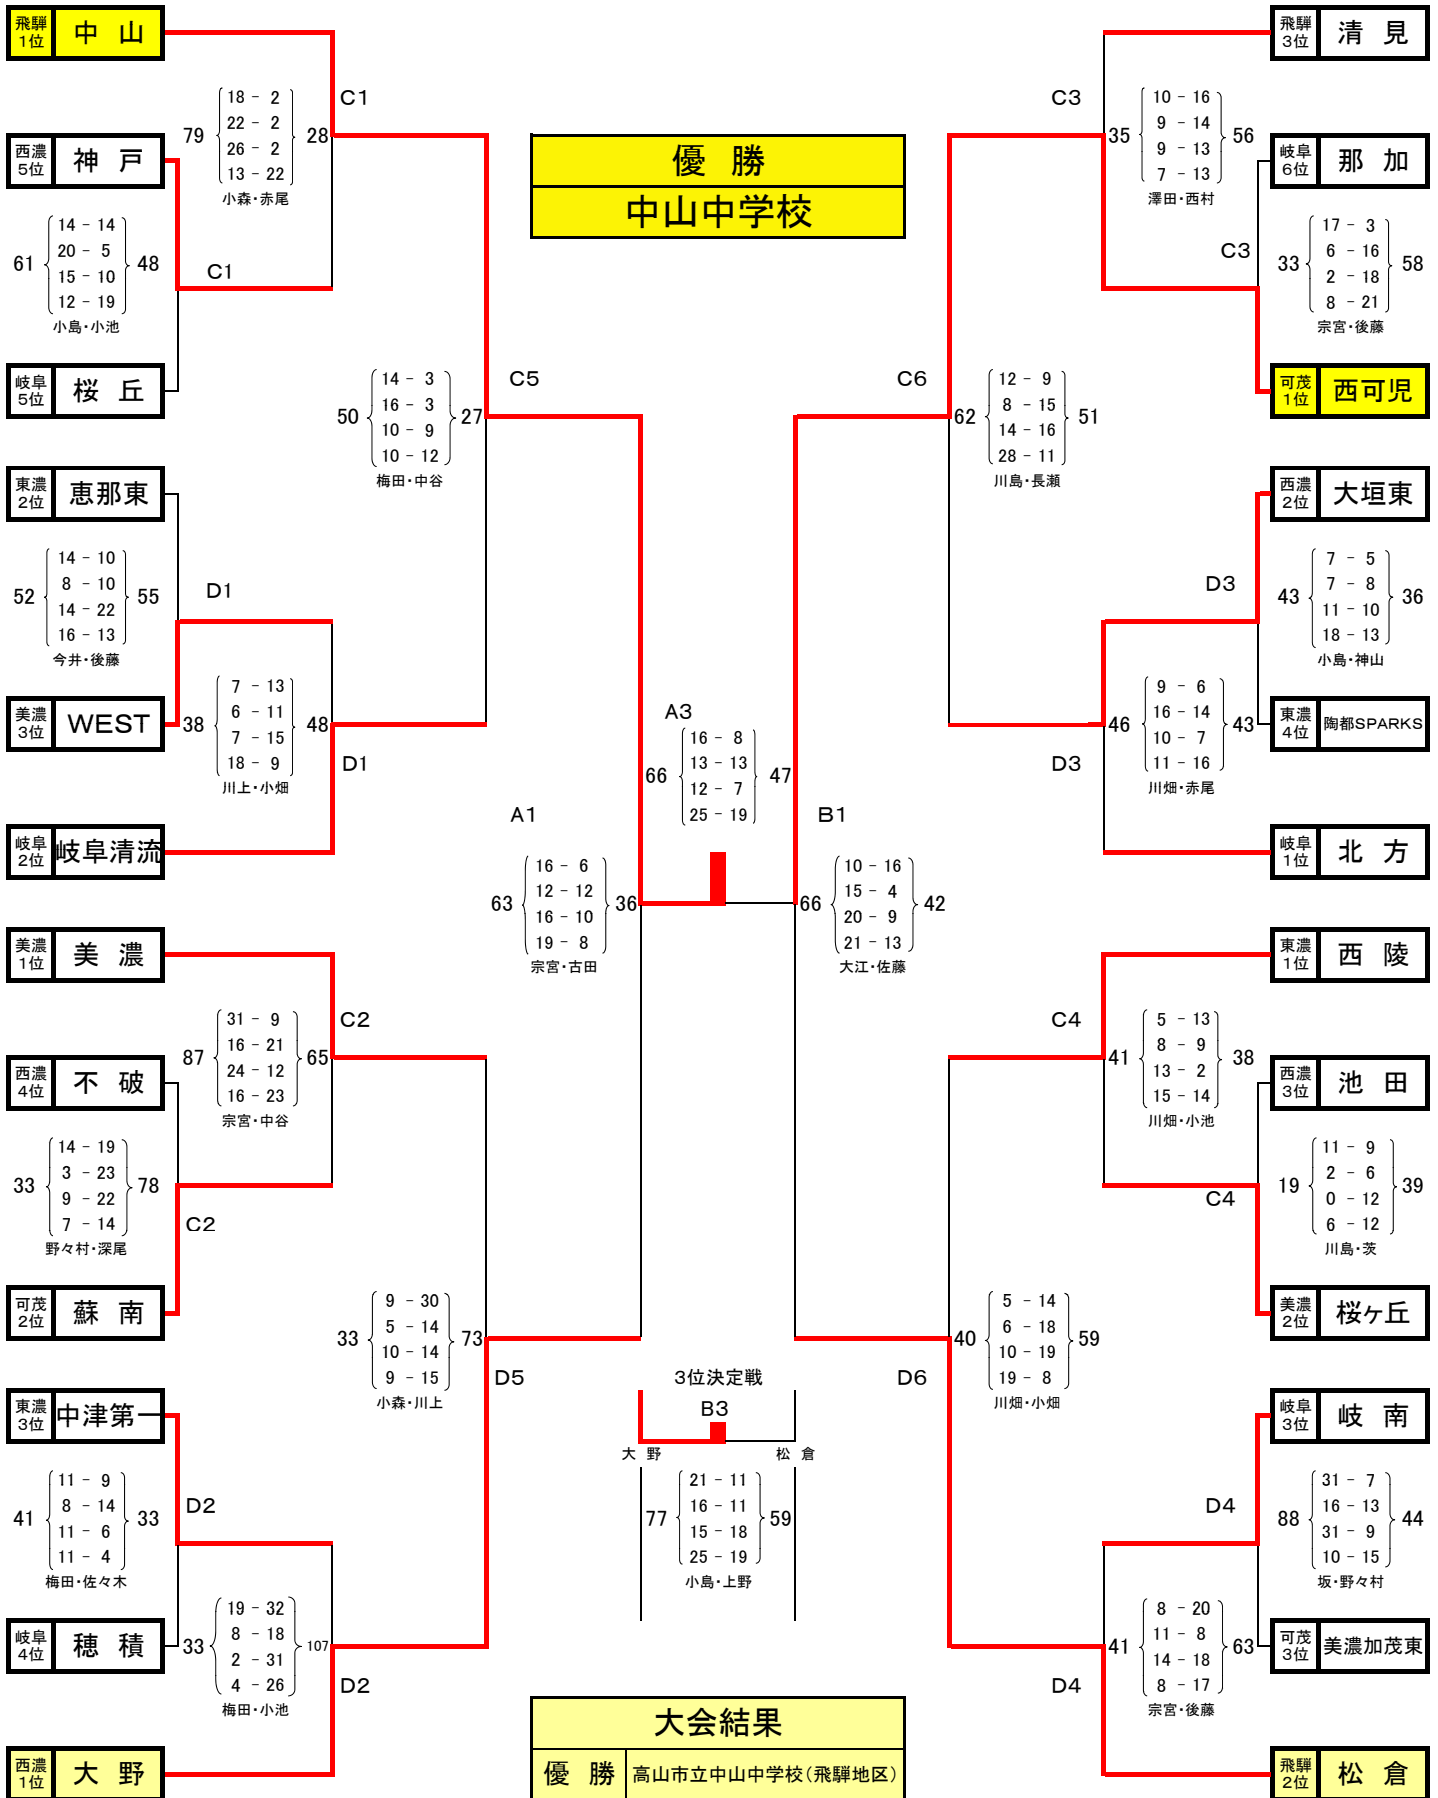 飛騨
1位
中 山
C1
79
18 - 2
22 - 2
26 - 2
13 - 22
28
小森・赤尾
西濃
5位
神 戸
61
14 - 14
20 - 5
15 - 10
12 - 19
48
小島・小池
C1
岐阜
5位
桜 丘
C5
50
14 - 3
16 - 3
10 - 9
10 - 12
27
梅田・中谷
東濃
2位
恵那東
52
14 - 10
8 - 10
14 - 22
16 - 13
55
今井・後藤
D1
美濃
3位
WEST
38
7 - 13
6 - 11
7 - 15
18 - 9
48
川上・小畑
D1
岐阜
2位
岐阜清流
A1
63
16 - 6
12 - 12
16 - 10
19 - 8
36
宗宮・古田
美濃
1位
美 濃
C2
87
31 - 9
16 - 21
24 - 12
16 - 23
65
宗宮・中谷
西濃
4位
不 破
33
14 - 19
3 - 23
9 - 22
7 - 14
78
野々村・深尾
C2
可茂
2位
蘇 南
33
9 - 30
5 - 14
10 - 14
9 - 15
73
小森・川上
D5
東濃
3位
中津第一
41
11 - 9
8 - 14
11 - 6
11 - 4
33
梅田・佐々木
D2
岐阜
4位
穂 積
33
19 - 32
8 - 18
2 - 31
4 - 26
107
梅田・小池
D2
西濃
1位
大 野
優 勝
中山中学校
A3
66
16 - 8
13 - 13
12 - 7
25 - 19
47
3位決定戦
B3
大 野
松 倉
77
21 - 11
16 - 11
15 - 18
25 - 19
59
小島・上野
大会結果
優 勝
高山市立中山中学校(飛騨地区)
飛騨
3位
清 見
C3
35
10 - 16
9 - 14
9 - 13
7 - 13
56
澤田・西村
岐阜
6位
那 加
C3
33
17 - 3
6 - 16
2 - 18
8 - 21
58
宗宮・後藤
可茂
1位
西可児
C6
62
12 - 9
8 - 15
14 - 16
28 - 11
51
川島・長瀬
西濃
2位
大垣東
D3
43
7 - 5
7 - 8
11 - 10
18 - 13
36
小島・神山
東濃
4位
陶都SPARKS
46
9 - 6
16 - 14
10 - 7
11 - 16
43
川畑・赤尾
D3
岐阜
1位
北 方
B1
66
10 - 16
15 - 4
20 - 9
21 - 13
42
大江・佐藤
東濃
1位
西 陵
C4
41
5 - 13
8 - 9
13 - 2
15 - 14
38
川畑・小池
西濃
3位
池 田
19
11 - 9
2 - 6
0 - 12
6 - 12
39
川島・茨
C4
美濃
2位
桜ヶ丘
40
5 - 14
6 - 18
10 - 19
19 - 8
59
川畑・小畑
D6
岐阜
3位
岐 南
D4
88
31 - 7
16 - 13
31 - 9
10 - 15
44
坂・野々村
可茂
3位
美濃加茂東
41
8 - 20
11 - 8
14 - 18
8 - 17
63
宗宮・後藤
D4
飛騨
2位
松 倉